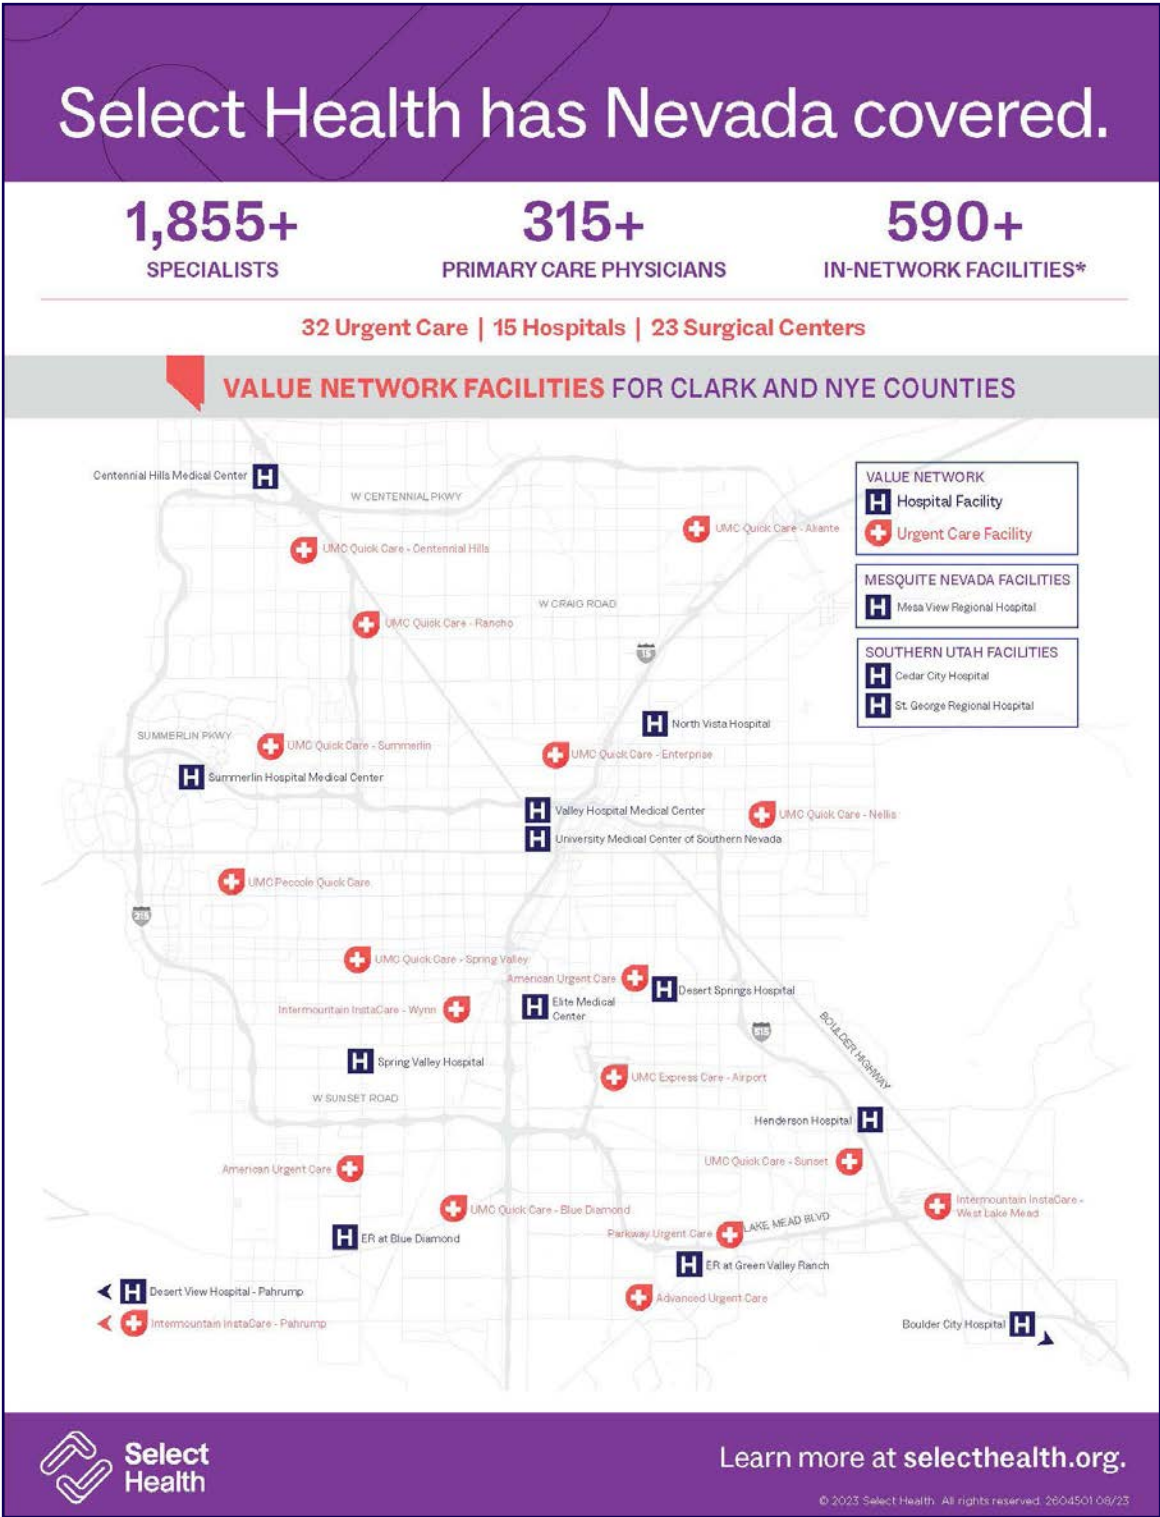 Select Health has Nevada covered.
1,855+
SPECIALISTS
315+
PRIMARY CARE PHYSICIANS
590+
IN-NETWORK FACILITIES*
32 Urgent Care | 15 Hospitals | 23 Surgical Centers
VALUE NETWORK FACILITIES FOR CLARK AND NYE COUNTIES
Centennial Hills Medical Center H
W CENTENNIAL PKWY
UMC Quick Care - Aliante
UMC Quick Care - Centennial Hills
VALUE NETWORK
H Hospital Facility
Urgent Care Facility
MESQUITE NEVADA FACILITIES
H Mesa View Regional Hospital
SOUTHERN UTAH FACILITIES
H Cedar City Hospital
H St. George Regional Hospital
W CRAIG ROAD
UMC Quick Care - Rancho
15
H North Vista Hospital
SUMMERLIN PKWY
UMC Quick Care - Summerlin
UMC Quick Care - Enterprise
H Summerlin Hospital Medical Center
H Valley Hospital Medical Center
UMC Quick Care - Nellis
H University Medical Center of Southern Nevada
UMC Peccole Quick Care
215
UMC Quick Care - Spring Valley
American Urgent Care
H Desert Springs Hospital
Intermountain InstaCare - Wynn
H Elite Medical
Center
515
BOULDER HIGHWAY
H Spring Valley Hospital
UMC Express Care - Airport
W SUNSET ROAD
Henderson Hospital H
UMC Quick Care - Sunset
American Urgent Care
Intermountain InstaCare -
West Lake Mead
UMC Quick Care - Blue Diamond
LAKE MEAD BLVD
Parkway Urgent Care
H ER at Blue Diamond
H ER at Green Valley Ranch
H Desert View Hospital - Pahrump
Advanced Urgent Care
Intermountain InstaCare - Pahrump
Boulder City Hospital H
Select
Health
Learn more at selecthealth.org.
© 2023 Select Health. All rights reserved. 2604501 08/23